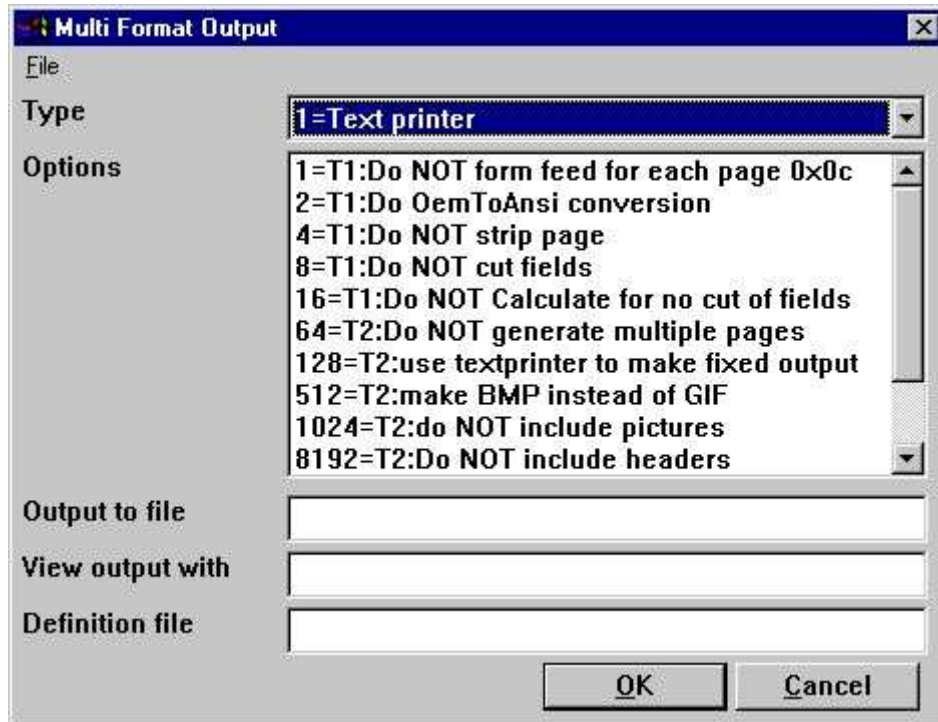 Multi Format Output
File
Type
1=Text printer
Options
1=T1:Do NOT form feed for each page 0x0c
2=T1:Do OemToAnsi conversion
4=T1:Do NOT strip page
8=T1:Do NOT cut fields
16=T1:Do NOT Calculate for no cut of fields
64=T2:Do NOT generate multiple pages
128=T2:use textprinter to make fixed output
512=T2:make BMP instead of GIF
1024=T2:do NOT include pictures
8192=T2:Do NOT include headers
Output to file
View output with
Definition file
OK
Cancel